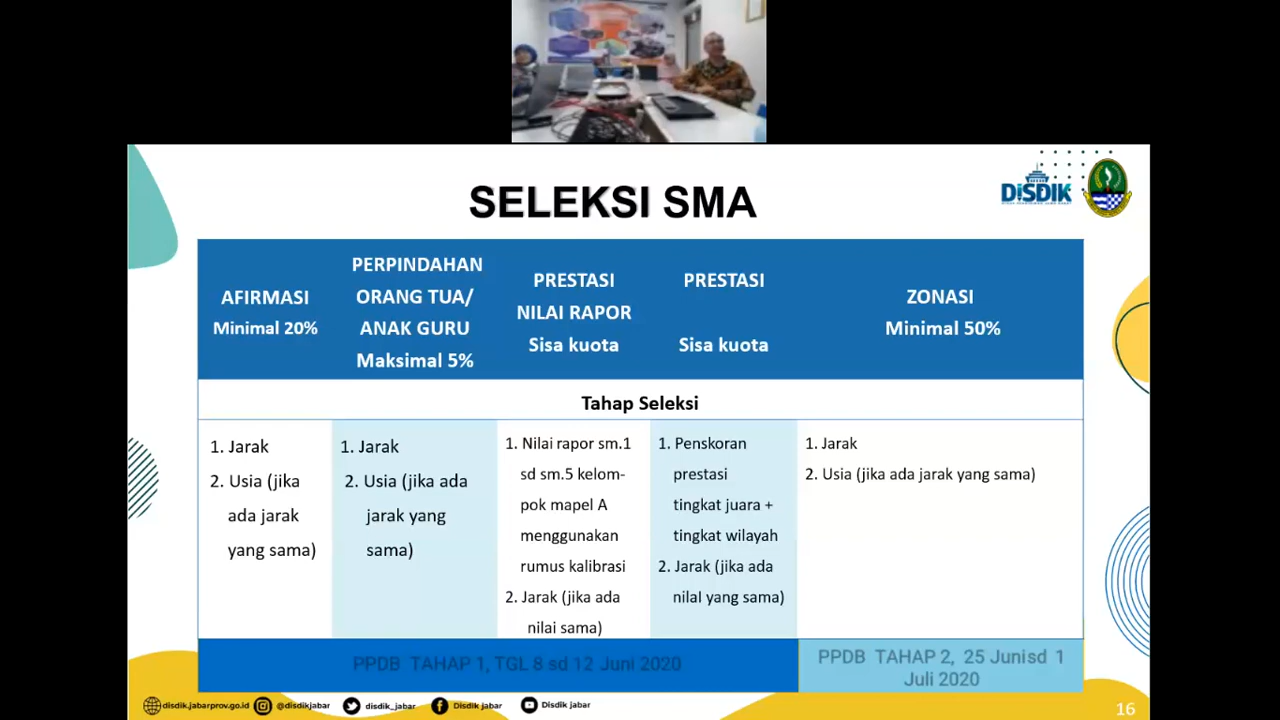 SELEKSI SMA
DISDIK
AFIRMASI
Minimal 20%
PERPINDAHAN
ORANG TUA/
ANAK GURU
Maksimal 5%
PRESTASI
NILAI RAPOR
Sisa kuota
PRESTASI
Sisa kuota
ZONASI
Minimal 50%
Tahap Seleksi
1. Jarak
2. Usia (jika
ada jarak
yang sama)
1. Jarak
2. Usia (jika ada
jarak yang
sama)
1. Nilai rapor sm.1
sd sm.5 kelom-
pok mapel A
menggunakan
rumus kalibrasi
2. Jarak (jika ada
nilai sama)
1. Penskoran
prestasi
tingkat juara +
tingkat wilayah
2. Jarak (jika ada
nilal yang sama)
1. Jarak
2. Usia (jika ada jarak yang sama)
PPDB TAHAP 1, TGL 8 sd 12 Juni 2020
PPDB TAHAP 2, 25 Junisd 1
Juli 2020
disdik.jabarprov.go.id @disdikjabar disdik_jabar Disdik jabar Disdik jabar
16